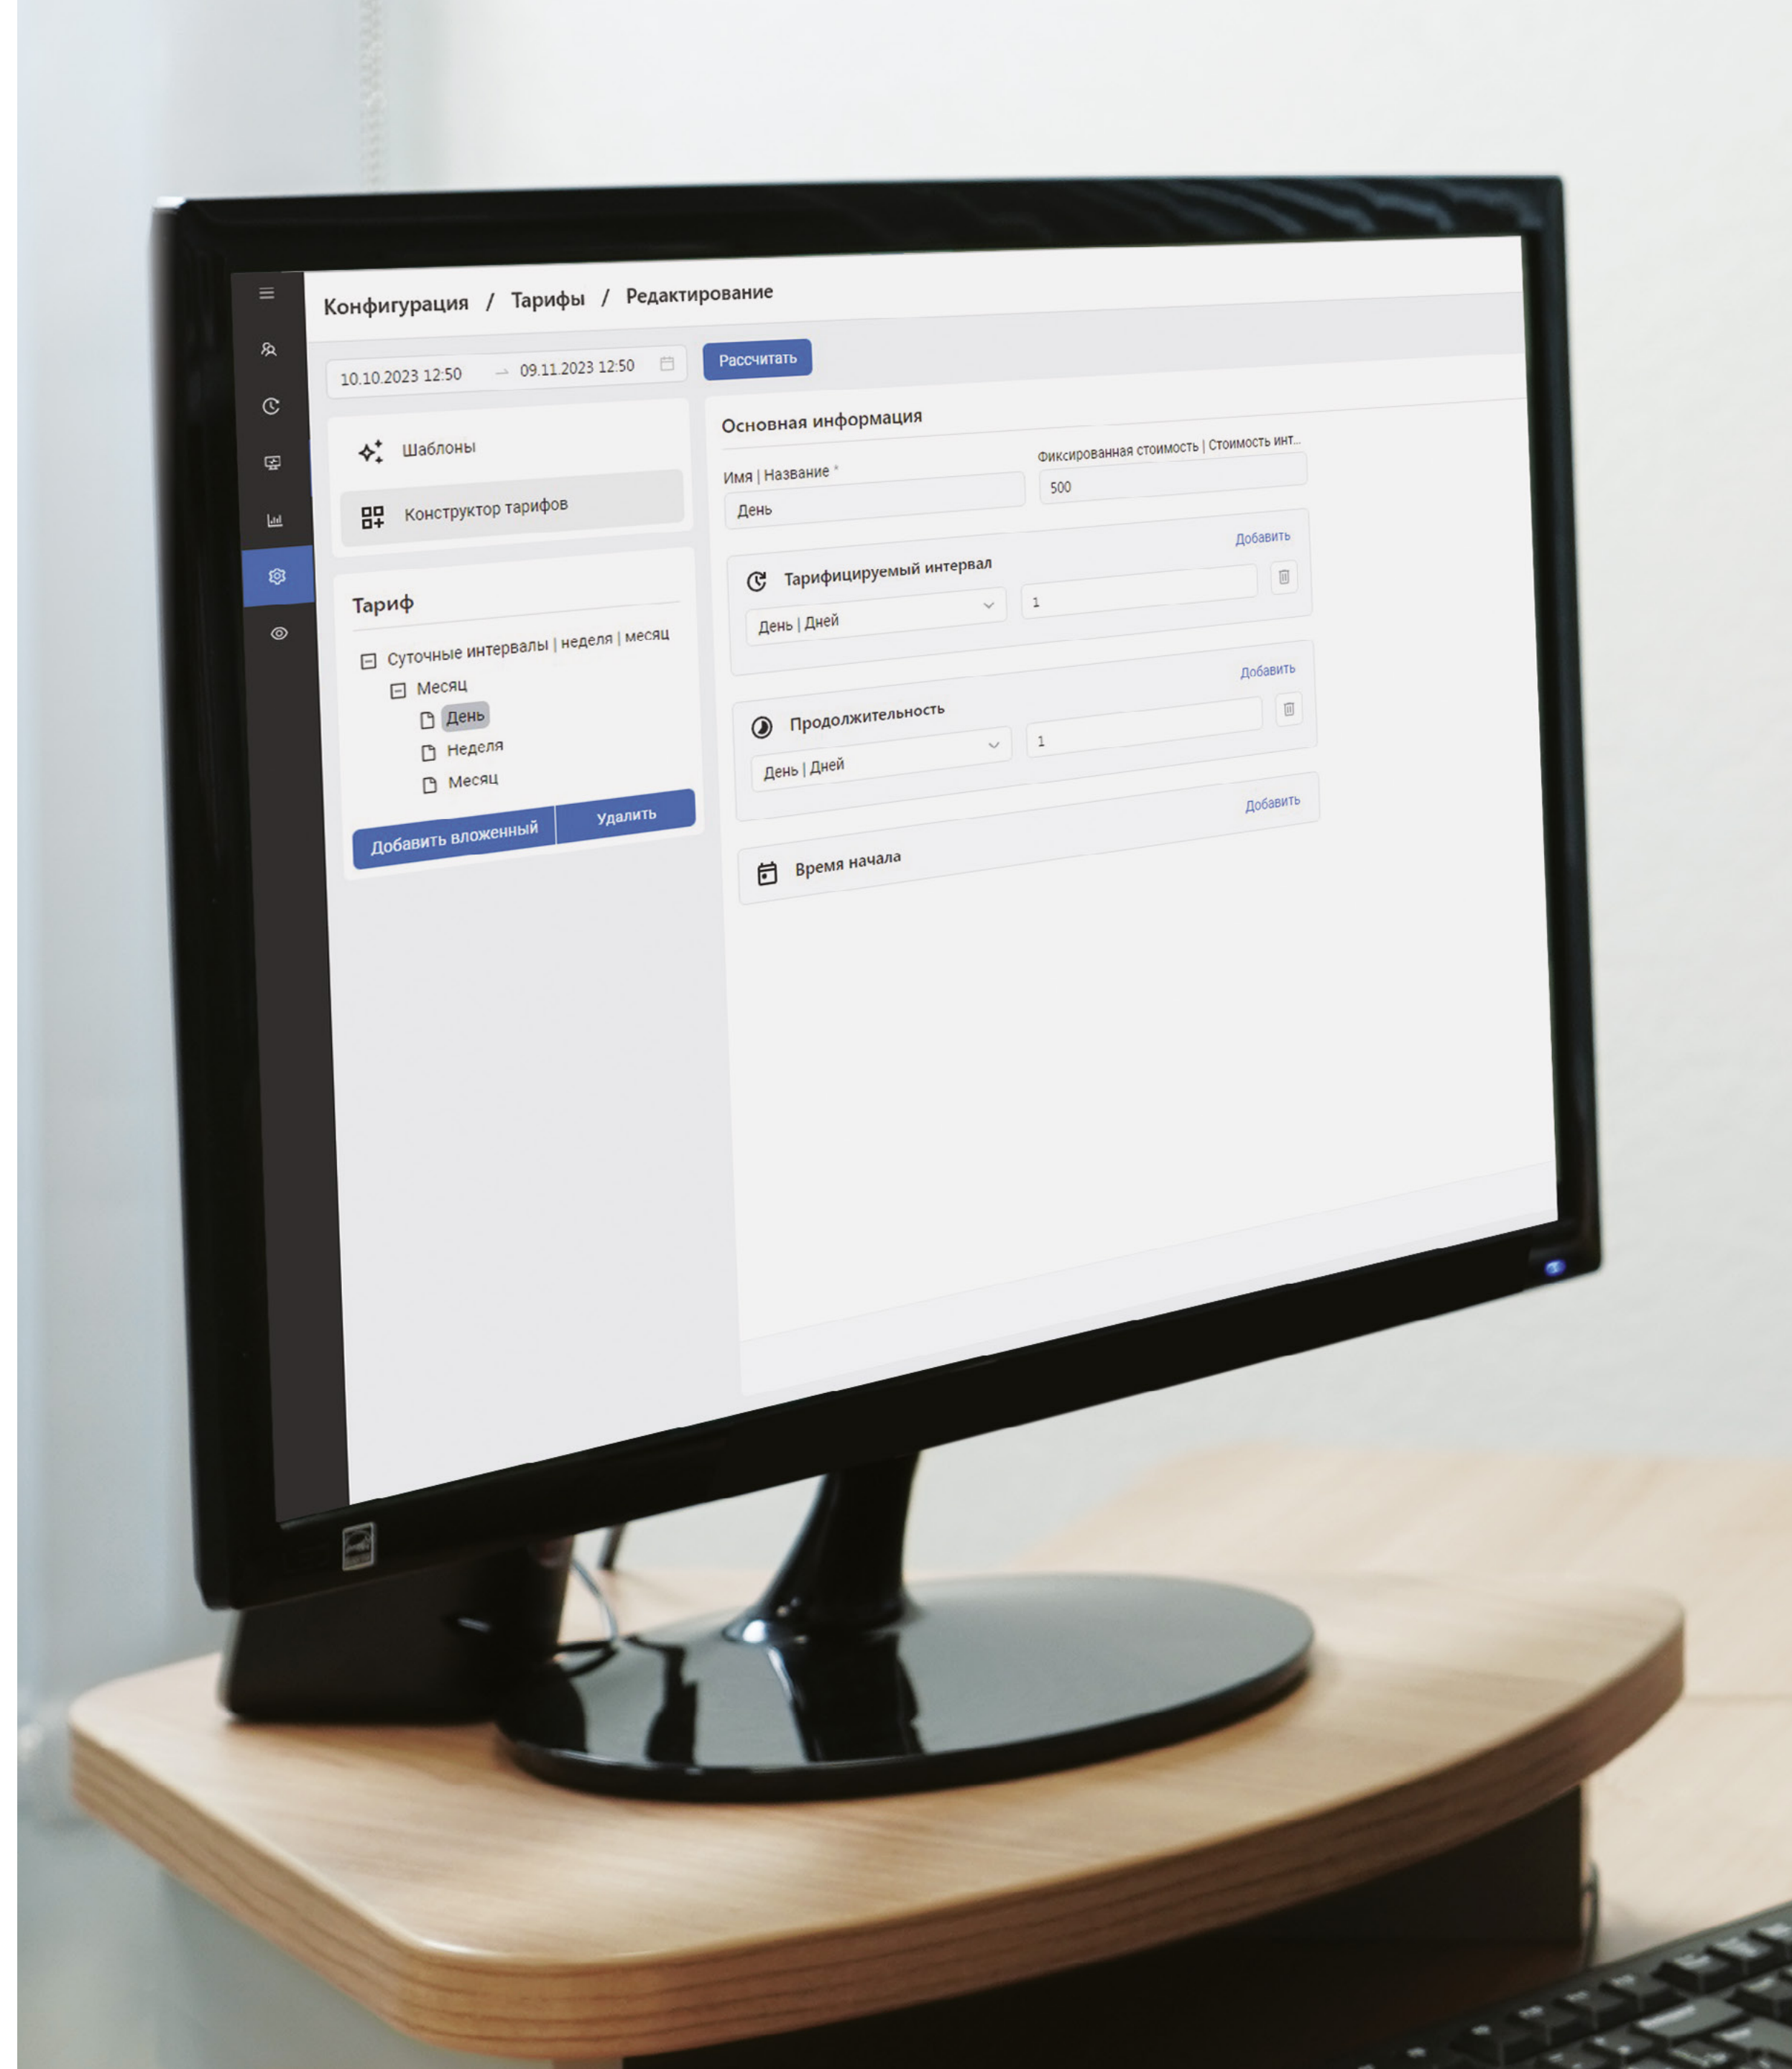 Конфигурация / Тарифы / Редактирование
10.10.2023 12:50 → 09.11.2023 12:50
Рассчитать
Шаблоны
Конструктор тарифов
Тариф
Суточные интервалы | неделя | месяц
Месяц
День
Неделя
Месяц
Добавить вложенный
Удалить
Основная информация
Имя | Название *
День
Фиксированная стоимость | Стоимость инт...
500
Тарифицируемый интервал
Добавить
День | Дней
1
Продолжительность
Добавить
День | Дней
1
Время начала
Добавить